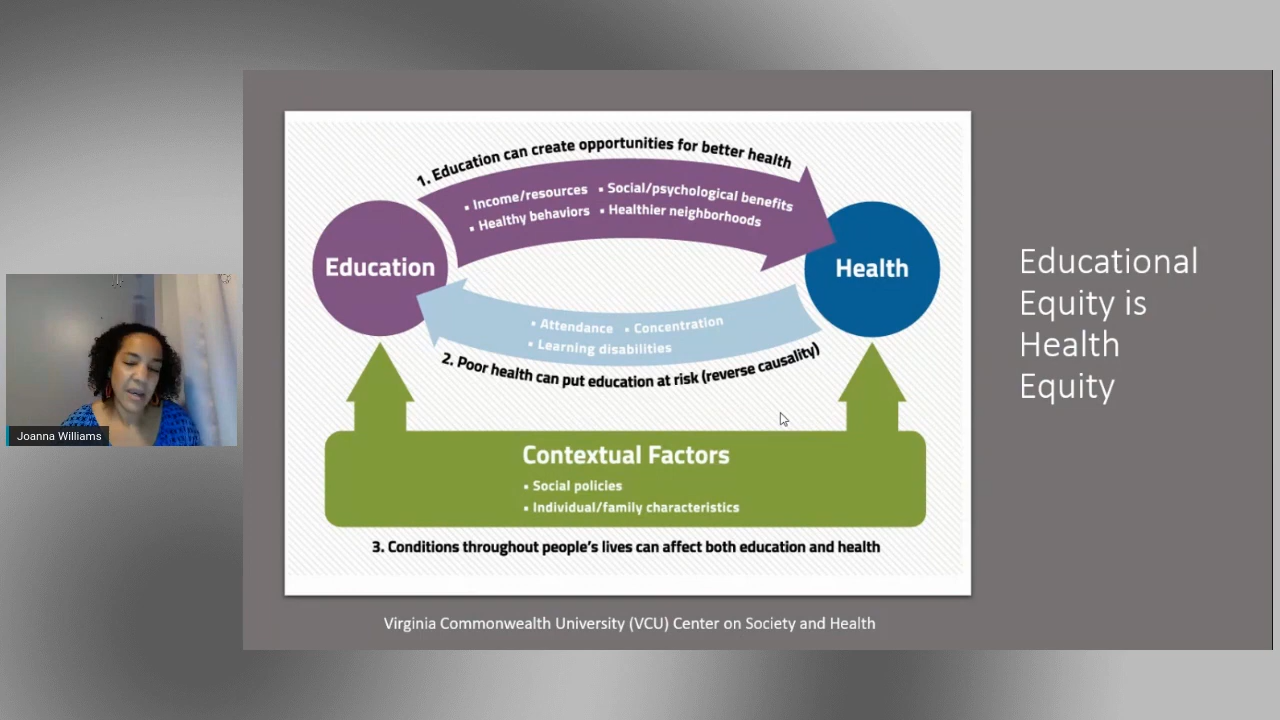 1. Education can create opportunities for better health
▪ Income/resources ▪ Social/psychological benefits
▪ Healthy behaviors ▪ Healthier neighborhoods
Education
Health
▪ Attendance ▪ Concentration
▪ Learning disabilities
2. Poor health can put education at risk (reverse causality)
Contextual Factors
▪ Social policies
▪ Individual/family characteristics
3. Conditions throughout people's lives can affect both education and health
Virginia Commonwealth University (VCU) Center on Society and Health
Educational
Equity is
Health
Equity
Joanna Williams